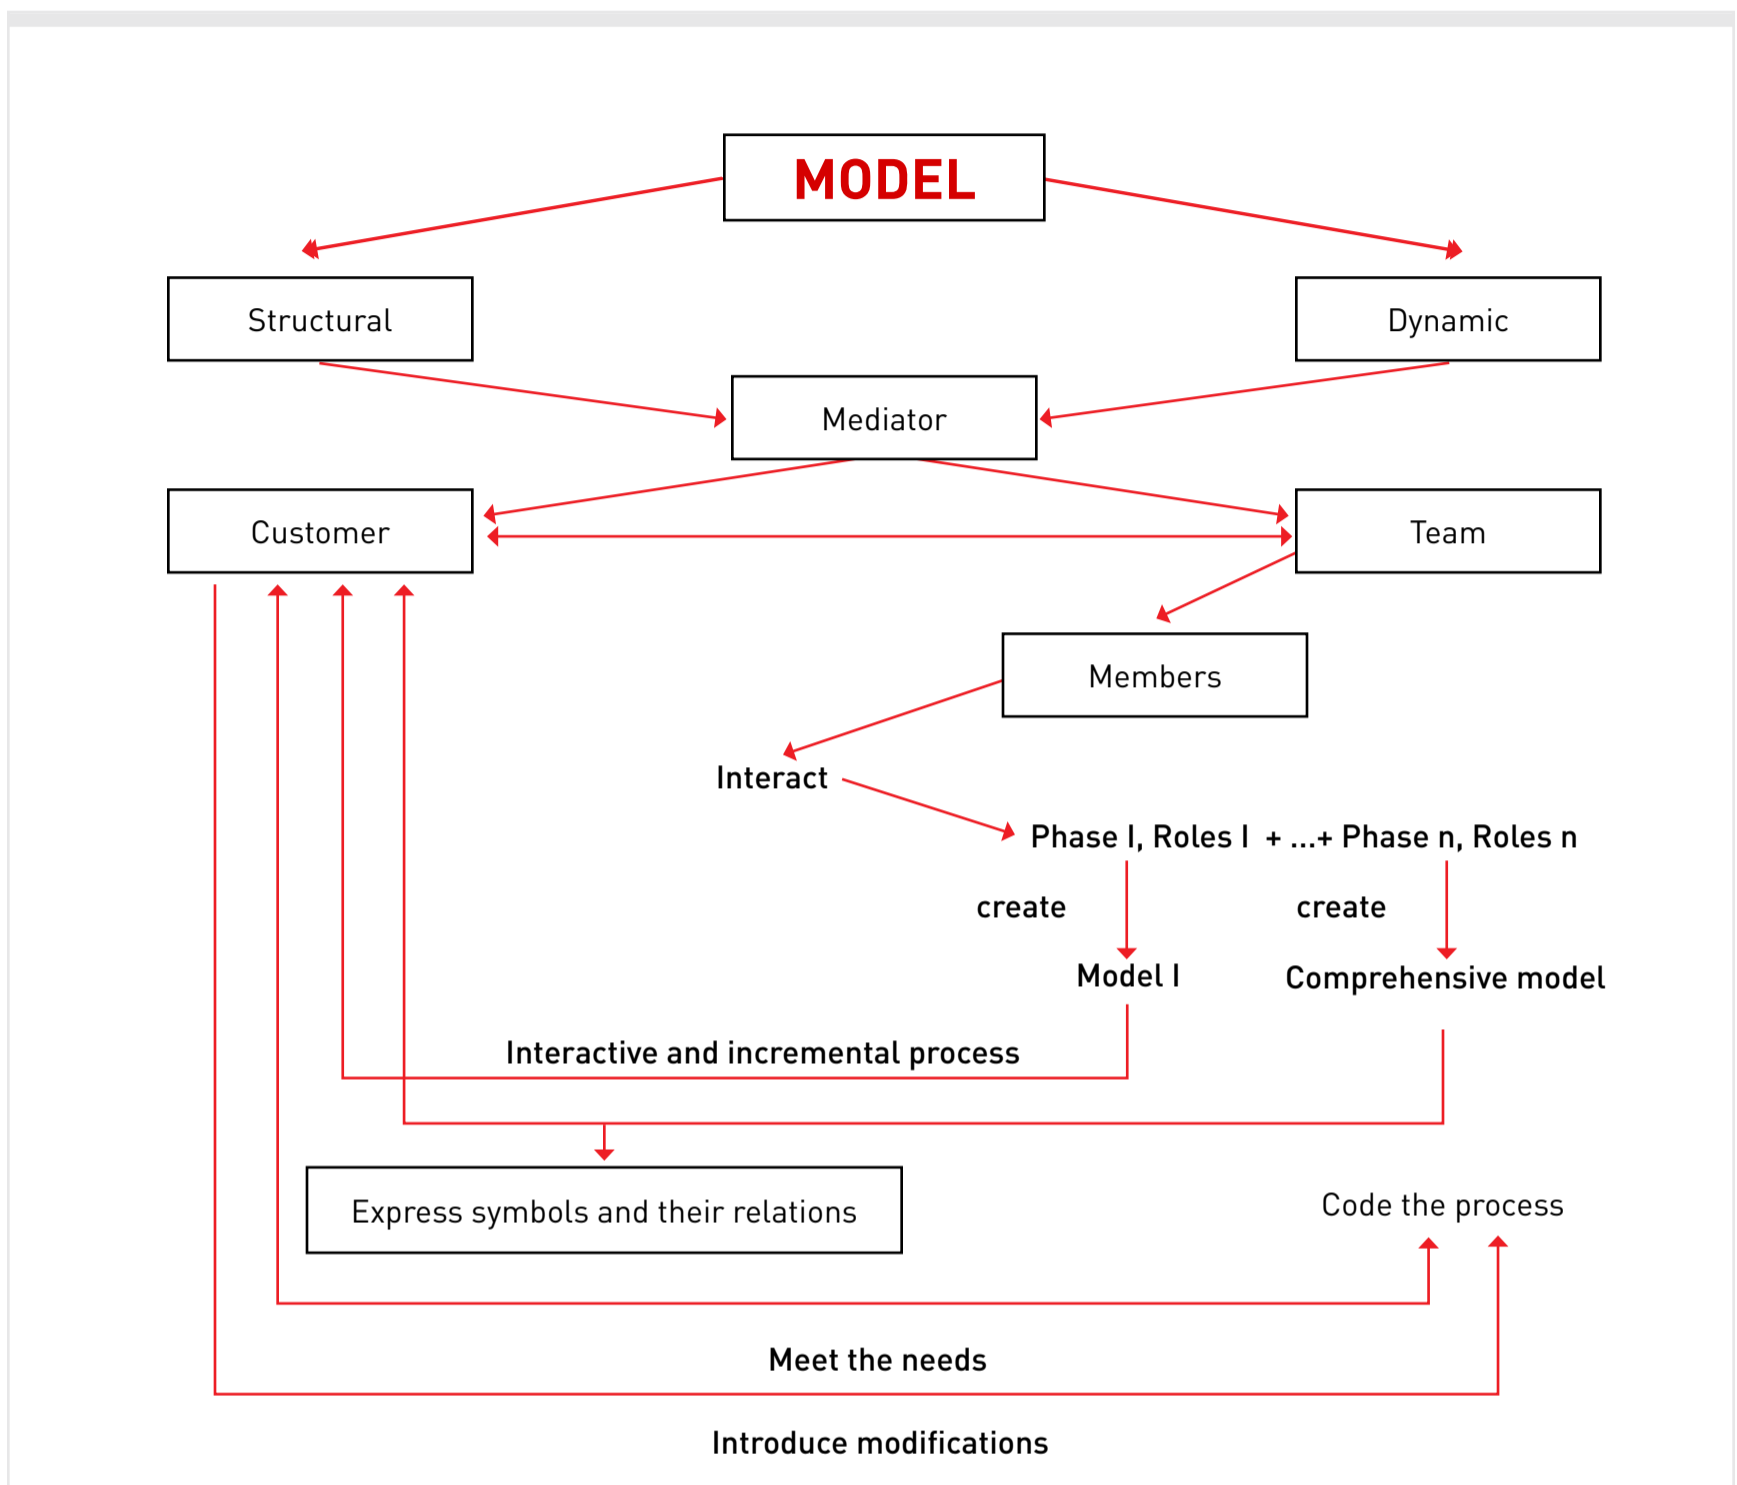 MODEL
Structural
Dynamic
Mediator
Customer
Team
Members
Interact
Phase I, Roles I + ...+ Phase n, Roles n
create
create
Model I
Comprehensive model
Interactive and incremental process
Express symbols and their relations
Code the process
Meet the needs
Introduce modifications